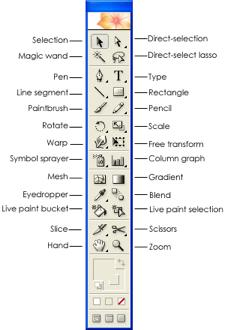 Selection Direct-selection
Magic wand Direct-select lasso
Pen T Type
Line segment Rectangle
Paintbrush Pencil
Rotate Scale
Warp Free transform
Symbol sprayer Column graph
Mesh Gradient
Eyedropper Blend
Live paint bucket Live paint selection
Slice Scissors
Hand Zoom